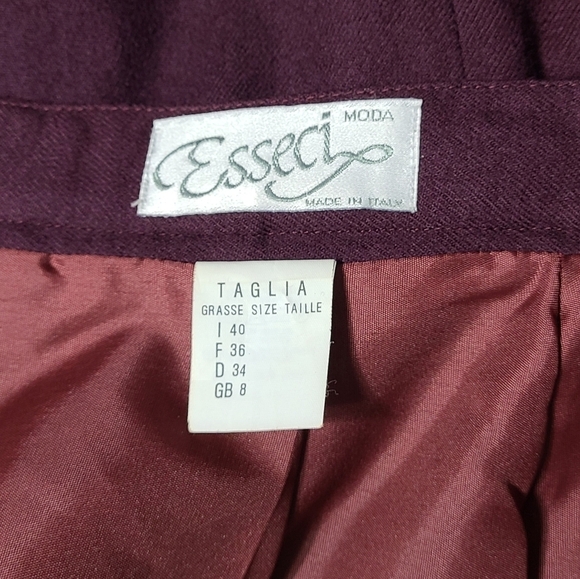 Esseci MODA
MADE IN ITALY
TAGLIA
GRASSE SIZE TAILLE
I 40
F 36
D 34
GB 8